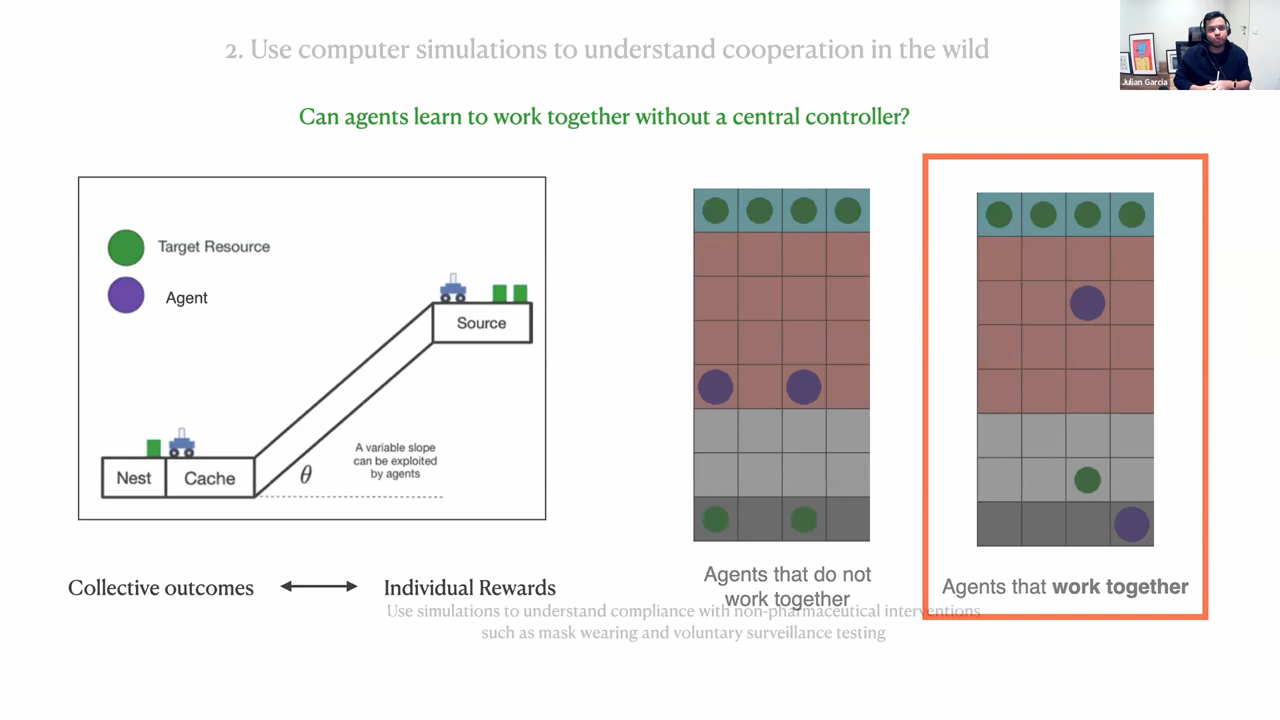 2. Use computer simulations to understand cooperation in the wild
Julian Garcia
Can agents learn to work together without a central controller?
Target Resource
Agent
Source
Nest
Cache
θ
A variable slope
can be exploited
by agents
Collective outcomes
Individual Rewards
Agents that do not
work together
Agents that work together
Use simulations to understand compliance with non-pharmaceutical interventions
such as mask wearing and voluntary surveillance testing